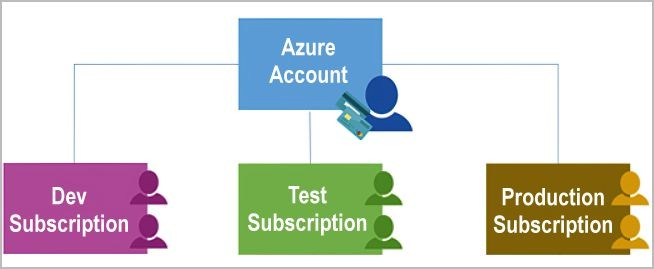 Azure
Account
Dev
Subscription
Test
Subscription
Production
Subscription